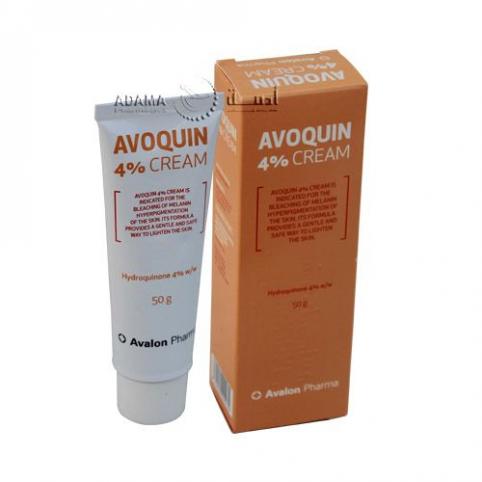 ADAMA
AVOQUIN
4% CREAM
AVOQUIN 4% CREAM IS
INDICATED FOR THE
BLEACHING OF MELANIN
HYPERPIGMENTATION
OF THE SKIN. ITS FORMULA
PROVIDES A GENTLE AND SAFE
WAY TO LIGHTEN THE SKIN.
Hydroquinone 4% w/w
50 g
Avalon Pharma
AVOQUIN
4% CREAM
AVOQUIN
4% CREAM
AVOQUIN 4% CREAM IS
INDICATED FOR THE
BLEACHING OF MELANIN
HYPERPIGMENTATION
OF THE SKIN. ITS FORMULA
PROVIDES A GENTLE AND SAFE
WAY TO LIGHTEN THE SKIN.
Hydroquinone 4% w/w
50 g
Avalon Pharma